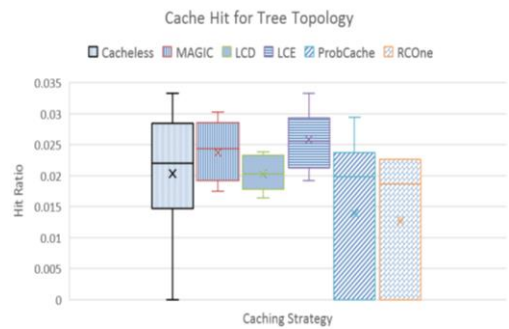 Cache Hit for Tree Topology
Cacheless MAGIC LCD LCE ProbCache RCOne
0.035
0.03
0.025
0.02
0.015
0.01
0.005
0
Hit Ratio
Caching Strategy